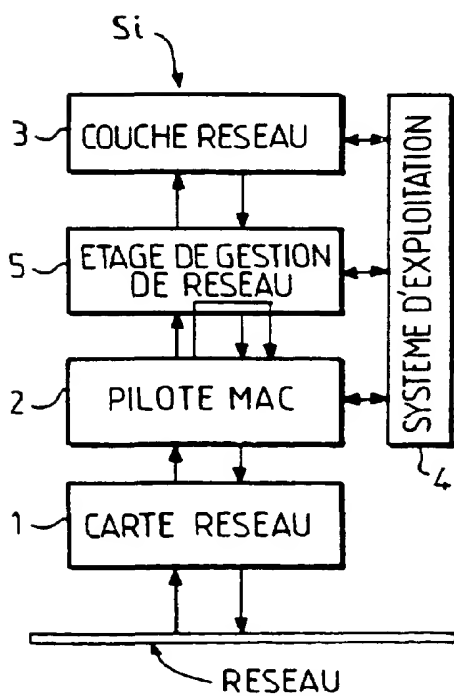 Si
3
COUCHE RESEAU
5
ETAGE DE GESTION
DE RESEAU
2
PILOTE MAC
1
CARTE RESEAU
SYSTEME D'EXPLOITATION
4
RESEAU